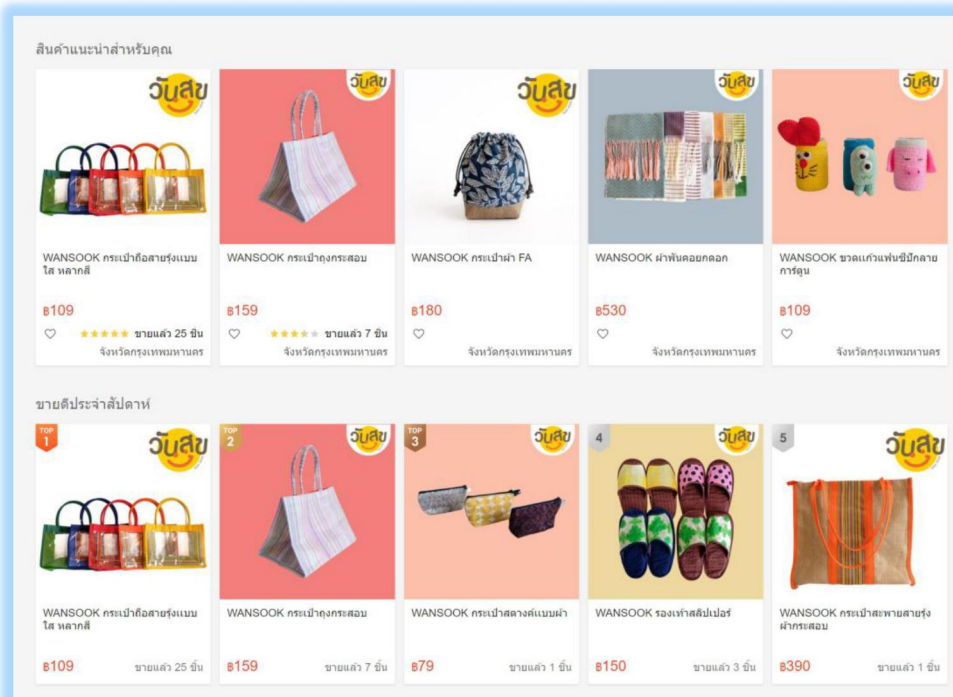 สินค้าแนะนำสำหรับคุณ
วันสุข
วันสุข
วันสุข
วันสุข
วันสุข
WANSOOK กระเป๋าถือสายรุ้งแบบ
ใส หลากสี
WANSOOK กระเป๋าถุงกระสอบ
WANSOOK กระเป๋าผ้า FA
WANSOOK ผ้าพันคอยกดอก
WANSOOK ขวดแก้วแฟนซีปักลาย
การ์ตูน
฿109
฿159
฿180
฿530
฿109
ขายแล้ว 25 ชิ้น
ขายแล้ว 7 ชิ้น
จังหวัดกรุงเทพมหานคร
จังหวัดกรุงเทพมหานคร
จังหวัดกรุงเทพมหานคร
จังหวัดกรุงเทพมหานคร
จังหวัดกรุงเทพมหานคร
ขายดีประจำสัปดาห์
TOP
1
วันสุข
TOP
2
วันสุข
TOP
3
วันสุข
4
วันสุข
5
วันสุข
WANSOOK กระเป๋าถือสายรุ้งแบบ
ใส หลากสี
WANSOOK กระเป๋าถุงกระสอบ
WANSOOK กระเป๋าสตางค์แบบผ้า
WANSOOK รองเท้าสลิปเปอร์
WANSOOK กระเป๋าสะพายสายรุ้ง
ผ้ากระสอบ
฿109 ขายแล้ว 25 ชิ้น
฿159 ขายแล้ว 7 ชิ้น
฿79 ขายแล้ว 1 ชิ้น
฿150 ขายแล้ว 3 ชิ้น
฿390 ขายแล้ว 1 ชิ้น